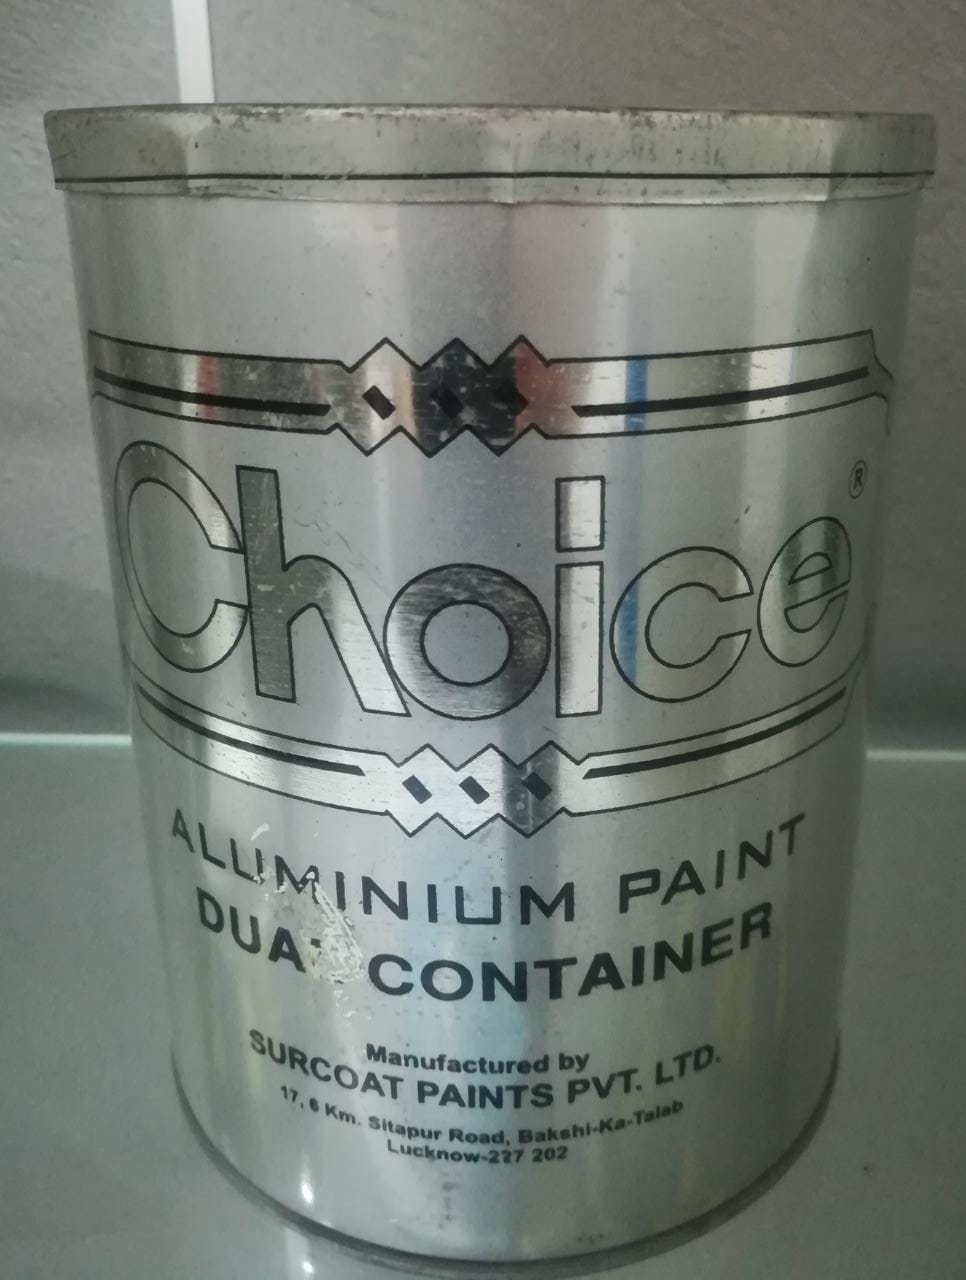 Choice ®
ALUMINIUM PAINT
CONTAINER
Manufactured by
SURCOAT PAINTS PVT. LTD.
17, 6 Km. Sitapur Road, Bakshi-Ka-Talab
Lucknow-227 202